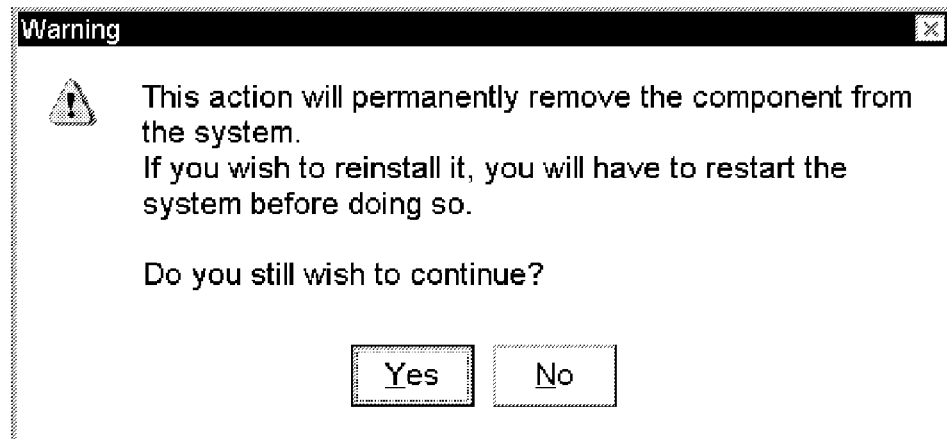 Warning
This action will permanently remove the component from
the system.
If you wish to reinstall it, you will have to restart the
system before doing so.
Do you still wish to continue?
Yes
No